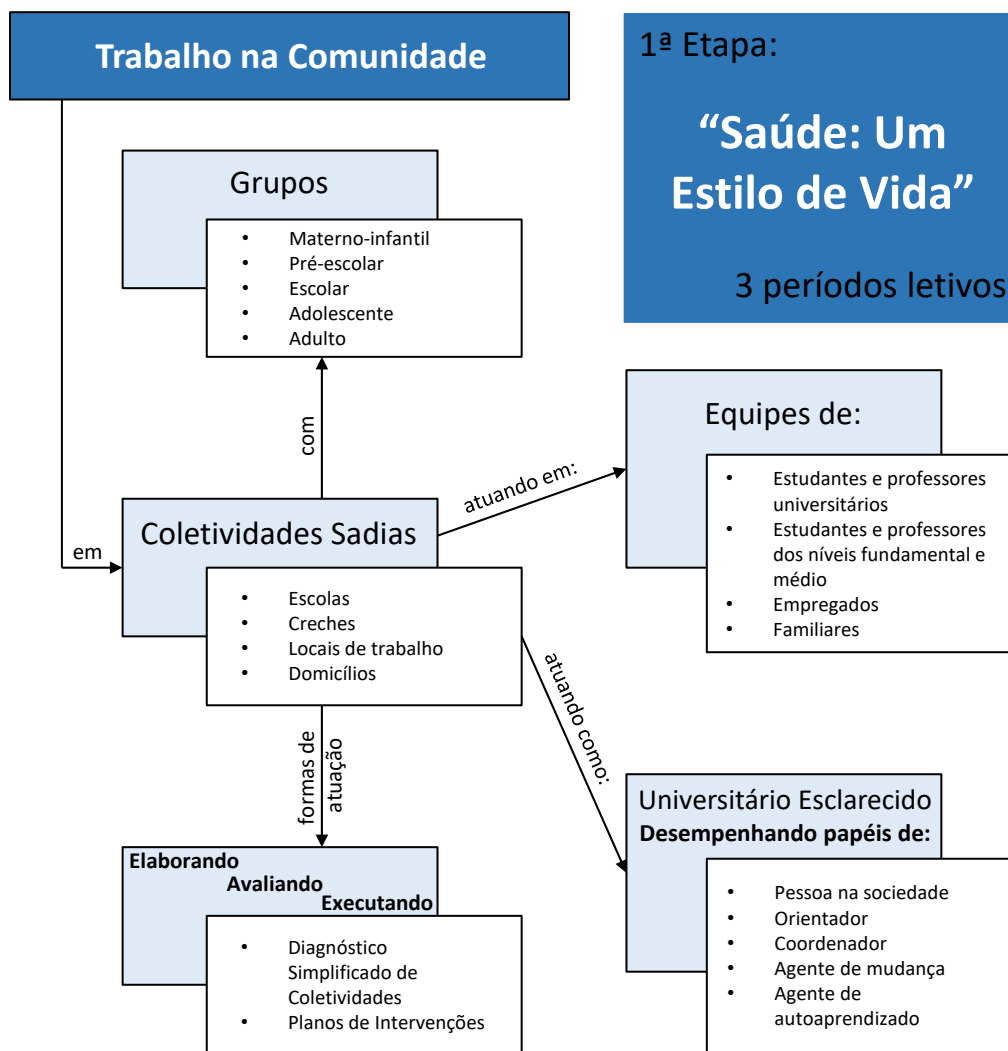 Trabalho na Comunidade
1ª Etapa:
“Saúde: Um
Estilo de Vida”
3 períodos letivos
Grupos
• Materno-infantil
• Pré-escolar
• Escolar
• Adolescente
• Adulto
com
em
Coletividades Sadias
• Escolas
• Creches
• Locais de trabalho
• Domicílios
atuando em:
Equipes de:
• Estudantes e professores
universitários
• Estudantes e professores
dos níveis fundamental e
médio
• Empregados
• Familiares
atuando como:
Universitário Esclarecido
Desempenhando papéis de:
• Pessoa na sociedade
• Orientador
• Coordenador
• Agente de mudança
• Agente de
autoaprendizado
formas de
atuação
Elaborando
Avaliando
Executando
• Diagnóstico
Simplificado de
Coletividades
• Planos de Intervenções